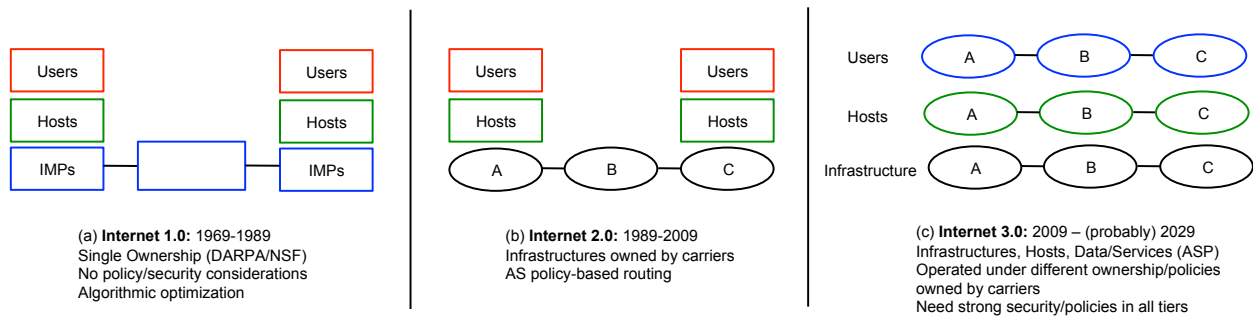 Users
Users
Hosts
Hosts
IMPs
IMPs
(a) Internet 1.0: 1969-1989
Single Ownership (DARPA/NSF)
No policy/security considerations
Algorithmic optimization
Users
Users
Hosts
Hosts
A
B
C
(b) Internet 2.0: 1989-2009
Infrastructures owned by carriers
AS policy-based routing
Users
A
B
C
Hosts
A
B
C
Infrastructure
A
B
C
(c) Internet 3.0: 2009 – (probably) 2029
Infrastructures, Hosts, Data/Services (ASP)
Operated under different ownership/policies
owned by carriers
Need strong security/policies in all tiers